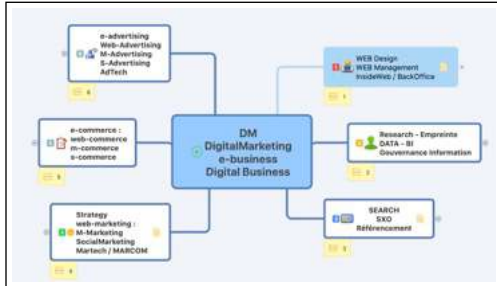 e-advertising
Web-Advertising
M-Advertising
S-Advertising
AdTech
WEB Design
WEB Management
InsideWeb / BackOffice
e-commerce :
web-commerce
m-commerce
s-commerce
DM
DigitalMarketing
e-business
Digital Business
Research - Empreinte
DATA - BI
Gouvernance Information
Strategy
web-marketing :
M-Marketing
SocialMarketing
Martech / MARCOM
SEARCH
SXO
Référencement